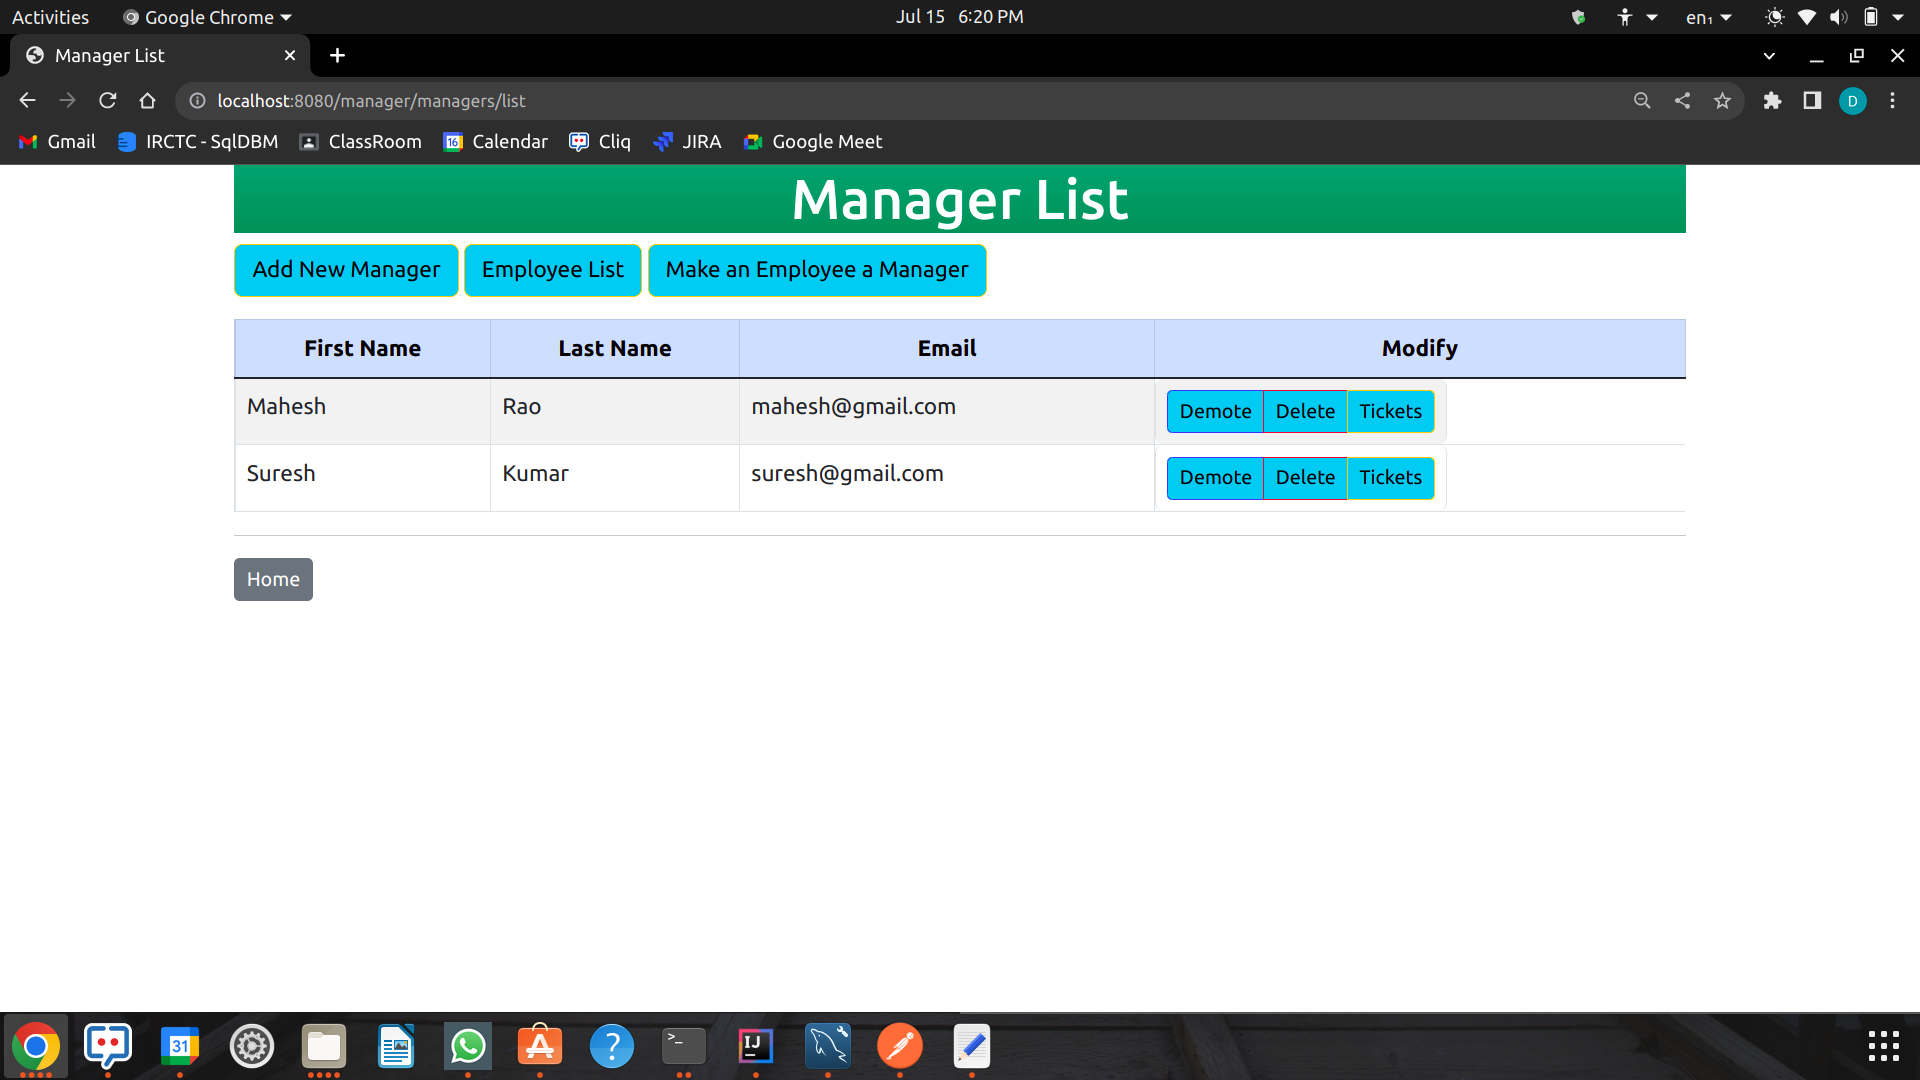 Activities Google Chrome Jul 15 6:20 PM en₁
Manager List
localhost:8080/manager/managers/list D
Gmail IRCTC - SqlDBM ClassRoom 16 Calendar Cliq JIRA Google Meet
Manager List
Add New Manager Employee List Make an Employee a Manager
First Name Last Name Email Modify
Mahesh Rao mahesh@gmail.com Demote Delete Tickets
Suresh Kumar suresh@gmail.com Demote Delete Tickets
Home
31 A ? >_ IJ